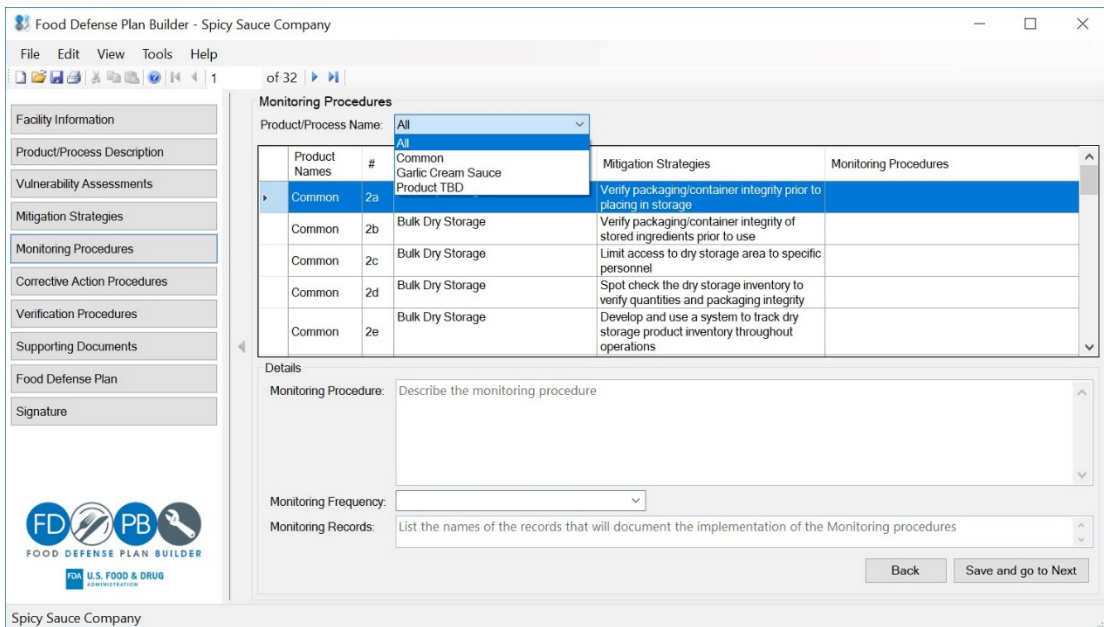 Food Defense Plan Builder - Spicy Sauce Company
File Edit View Tools Help
1 of 32
Facility Information
Product/Process Description
Vulnerability Assessments
Mitigation Strategies
Monitoring Procedures
Corrective Action Procedures
Verification Procedures
Supporting Documents
Food Defense Plan
Signature
FD PB
FOOD DEFENSE PLAN BUILDER
FDA U.S. FOOD & DRUG
ADMINISTRATION
Monitoring Procedures
Product/Process Name: All
All
Common
Garlic Cream Sauce
Product TBD
Product Names # Mitigation Strategies Monitoring Procedures
Common 2a Verify packaging/container integrity prior to
placing in storage
Common 2b Bulk Dry Storage Verify packaging/container integrity of
stored ingredients prior to use
Common 2c Bulk Dry Storage Limit access to dry storage area to specific
personnel
Common 2d Bulk Dry Storage Spot check the dry storage inventory to
verify quantities and packaging integrity
Common 2e Bulk Dry Storage Develop and use a system to track dry
storage product inventory throughout
operations
Details
Monitoring Procedure: Describe the monitoring procedure
Monitoring Frequency:
Monitoring Records: List the names of the records that will document the implementation of the Monitoring procedures
Back Save and go to Next
Spicy Sauce Company